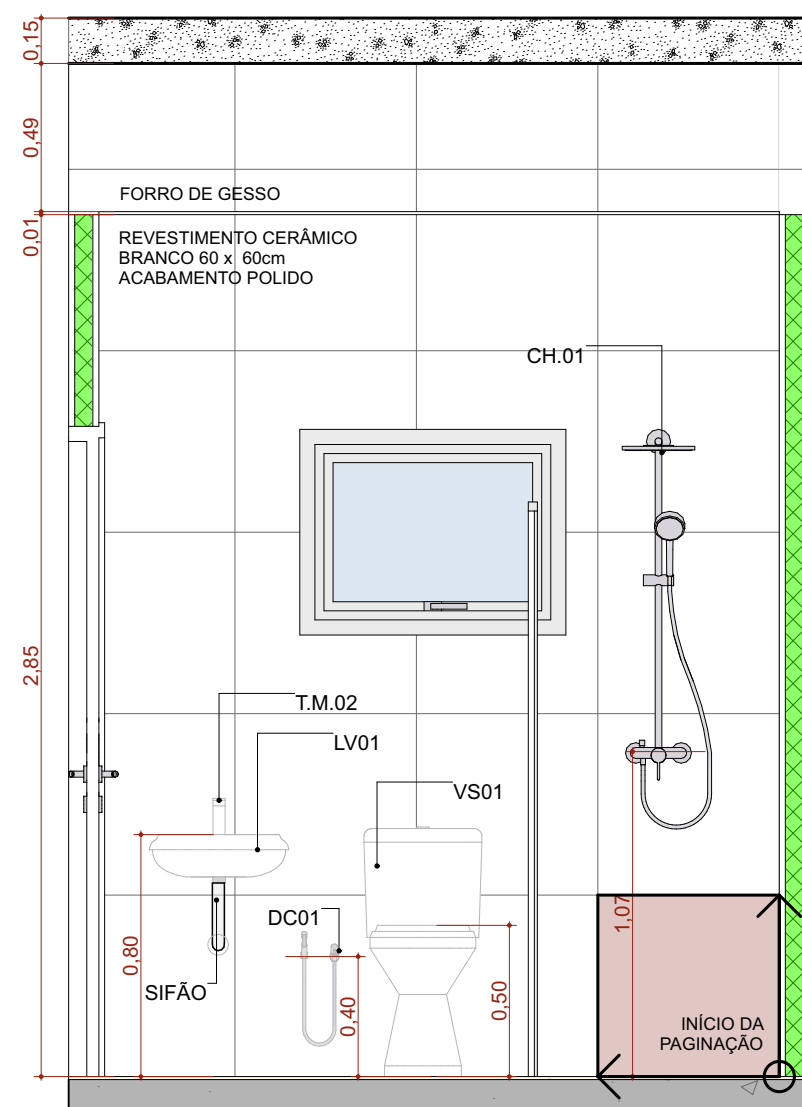 0,15
0,49
FORRO DE GESSO
0,01
REVESTIMENTO CERÂMICO
BRANCO 60 x 60cm
ACABAMENTO POLIDO
CH.01
2,85
T.M.02
LV01
VS01
DC01
1,07
0,80
SIFÃO
0,40
0,50
INÍCIO DA
PAGINAÇÃO